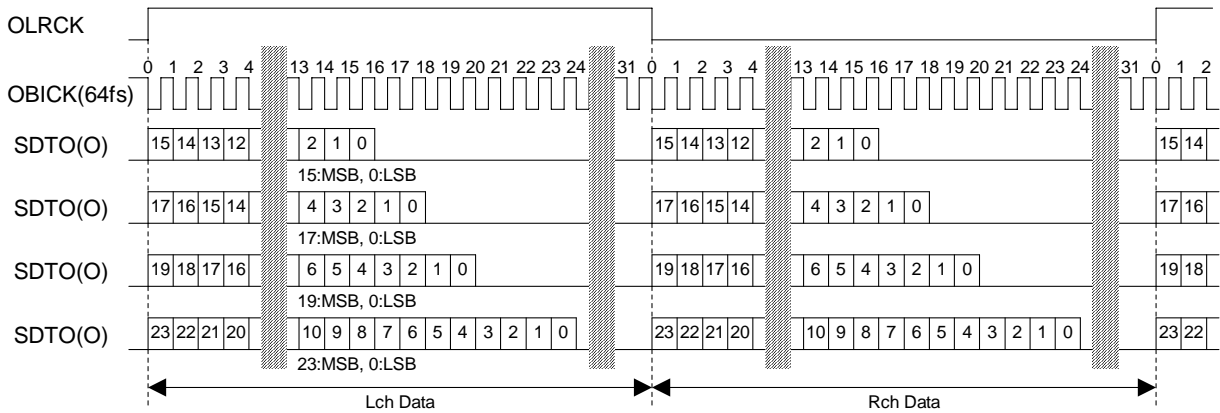 OLRCK
0 1 2 3 4 13 14 15 16 17 18 19 20 21 22 23 24 31 0 1 2 3 4 13 14 15 16 17 18 19 20 21 22 23 24 31 0 1 2
OBICK(64fs)
SDTO(O) 15 14 13 12 2 1 0 15 14 13 12 2 1 0 15 14
15:MSB, 0:LSB
SDTO(O) 17 16 15 14 4 3 2 1 0 17 16 15 14 4 3 2 1 0 17 16
17:MSB, 0:LSB
SDTO(O) 19 18 17 16 6 5 4 3 2 1 0 19 18 17 16 6 5 4 3 2 1 0 19 18
19:MSB, 0:LSB
SDTO(O) 23 22 21 20 10 9 8 7 6 5 4 3 2 1 0 23 22 21 20 10 9 8 7 6 5 4 3 2 1 0 23 22
23:MSB, 0:LSB
Lch Data Rch Data